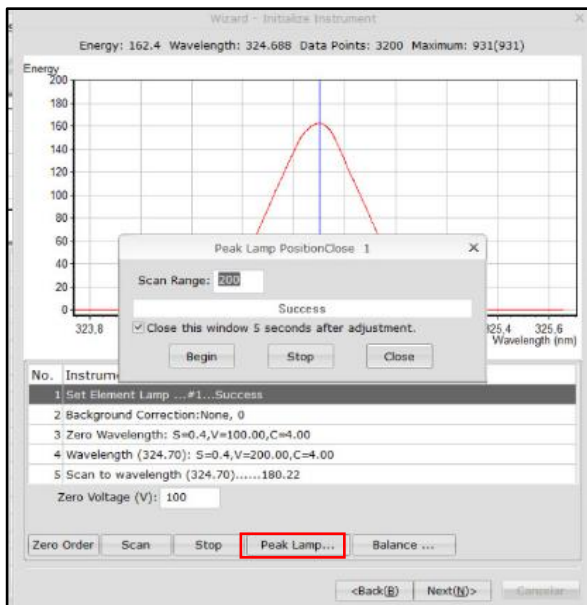 Wizard - Initialize Instrument
Energy: 162.4 Wavelength: 324.688 Data Points: 3200 Maximum: 931(931)
Energy
200
180
160
140
120
100
80
60
40
20
0
Peak Lamp PositionClose 1
Scan Range: 200
Success
Close this window 5 seconds after adjustment.
Begin Stop Close
323,8 325,4 325,6
Wavelength (nm)
No. Instrume
1 Set Element Lamp ...#1...Success
2 Background Correction:None, 0
3 Zero Wavelength: S=0.4,V=100.00,C=4.00
4 Wavelength (324.70): S=0.4,V=200.00,C=4.00
5 Scan to wavelength (324.70)......180.22
Zero Voltage (V): 100
Zero Order Scan Stop Peak Lamp... Balance ...
<Back(B) Next(N)> Cancelar